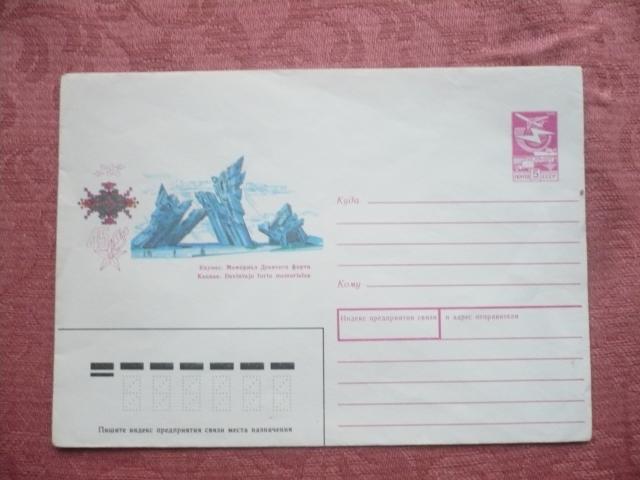 ПОЧТА 5 СССР
Куда
Каунас. Мемориал Девятого форта
Kaunas. Devintojo forto memorialas
Кому
Индекс предприятия связи и адрес отправителя
Пишите индекс предприятия связи места назначения